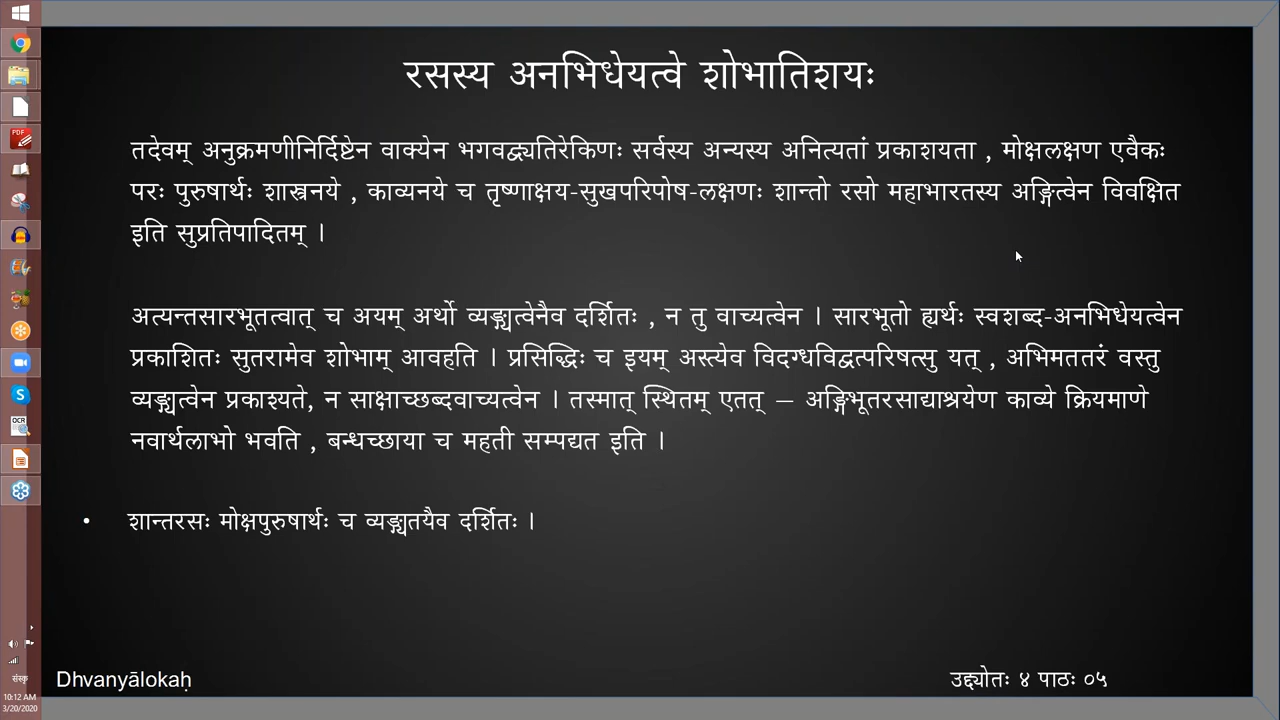 रसस्य अनभिधेयत्वे शोभातिशयः
तदेवम् अनुक्रमणीनिर्दिष्टेन वाक्येन भगवद्व्यतिरेकिणः सर्वस्य अन्यस्य अनित्यतां प्रकाशयता , मोक्षलक्षण एवैकः
परः पुरुषार्थः शास्त्रनये , काव्यनये च तृष्णाक्षय-सुखपरिपोष-लक्षणः शान्तो रसो महाभारतस्य अङ्गित्वेन विवक्षित
इति सुप्रतिपादितम् ।
अत्यन्तसारभूतत्वात् च अयम् अर्थो व्यङ्ग्यत्वेनैव दर्शितः , न तु वाच्यत्वेन । सारभूतो ह्यर्थः स्वशब्द-अनभिधेयत्वेन
प्रकाशितः सुतरामेव शोभाम् आवहति । प्रसिद्धिः च इयम् अस्त्येव विदग्धविद्वत्परिषत्सु यत् , अभिमततरं वस्तु
व्यङ्ग्यत्वेन प्रकाश्यते, न साक्षाच्छब्दवाच्यत्वेन । तस्मात् स्थितम् एतत् – अङ्गिभूतरसाद्याश्रयेण काव्ये क्रियमाणे
नवार्थलाभो भवति , बन्धच्छाया च महती सम्पद्यत इति ।
• शान्तरसः मोक्षपुरुषार्थः च व्यङ्ग्यतयैव दर्शितः ।
Dhvanyālokaḥ
उद्द्योतः ४ पाठः ०५
PDF
OCR
संस्कृ
10:12 AM
3/20/2020